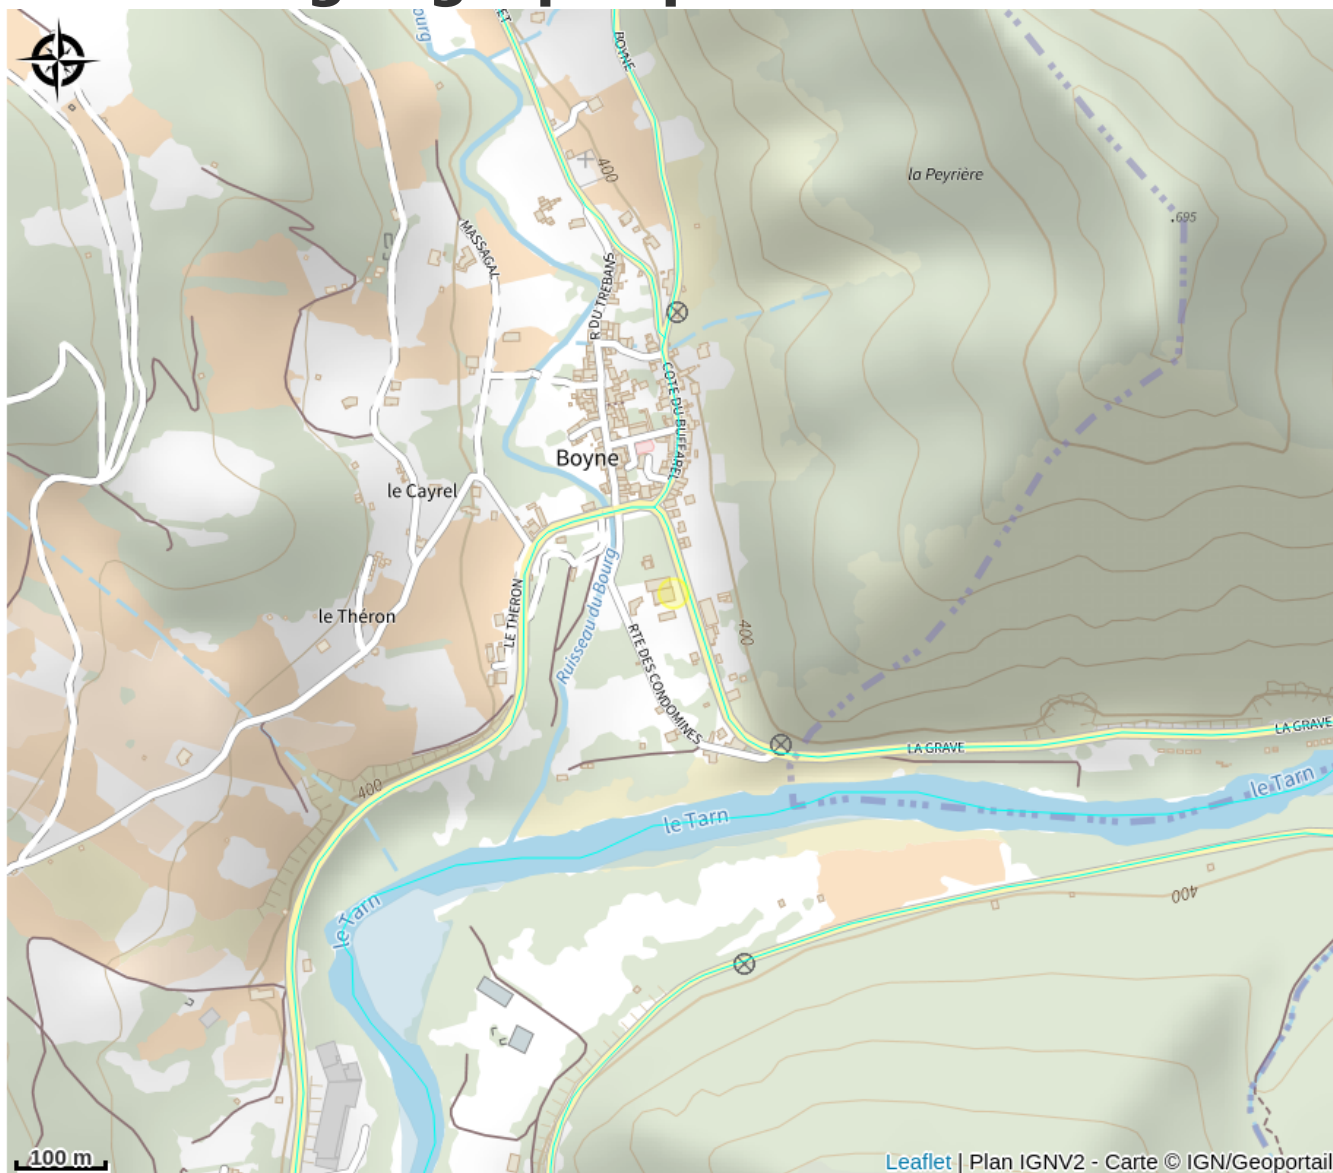 ET
BOYNE
ourg
400
la Peyrière
.695
MASSAGAL
R DU TREBANS
COTE DU BUFFAREL
Boyne
le Cayrel
le Théron
LE THERON
Ruisseau du Bourg
RTE DES CONDOMINES
400
LA GRAVE
LA GRAVE
400
le Tarn
le Tarn
le Tarn
400
100 m
Leaflet | Plan IGNV2 - Carte © IGN/Geoportail